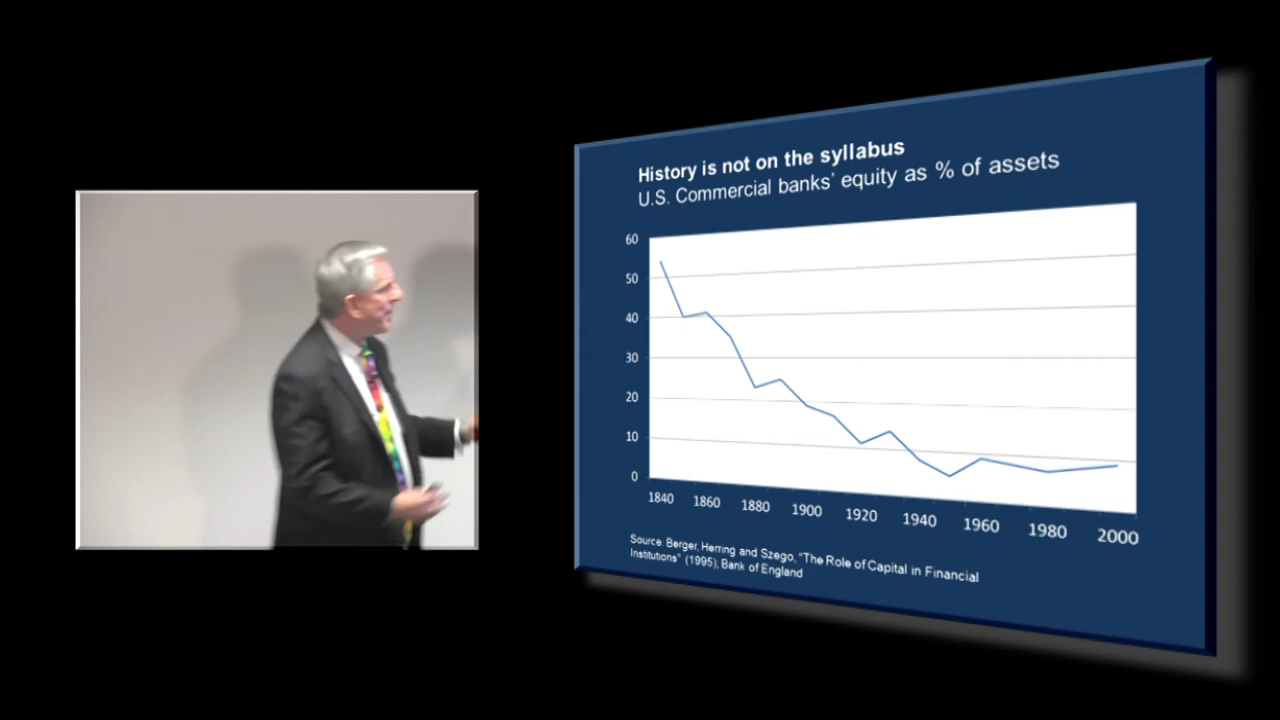 History is not on the syllabus
U.S. Commercial banks' equity as % of assets
60
50
40
30
20
10
0
1840 1860 1880 1900 1920 1940 1960 1980 2000
Source: Berger, Herring and Szego, "The Role of Capital in Financial
Institutions" (1995), Bank of England